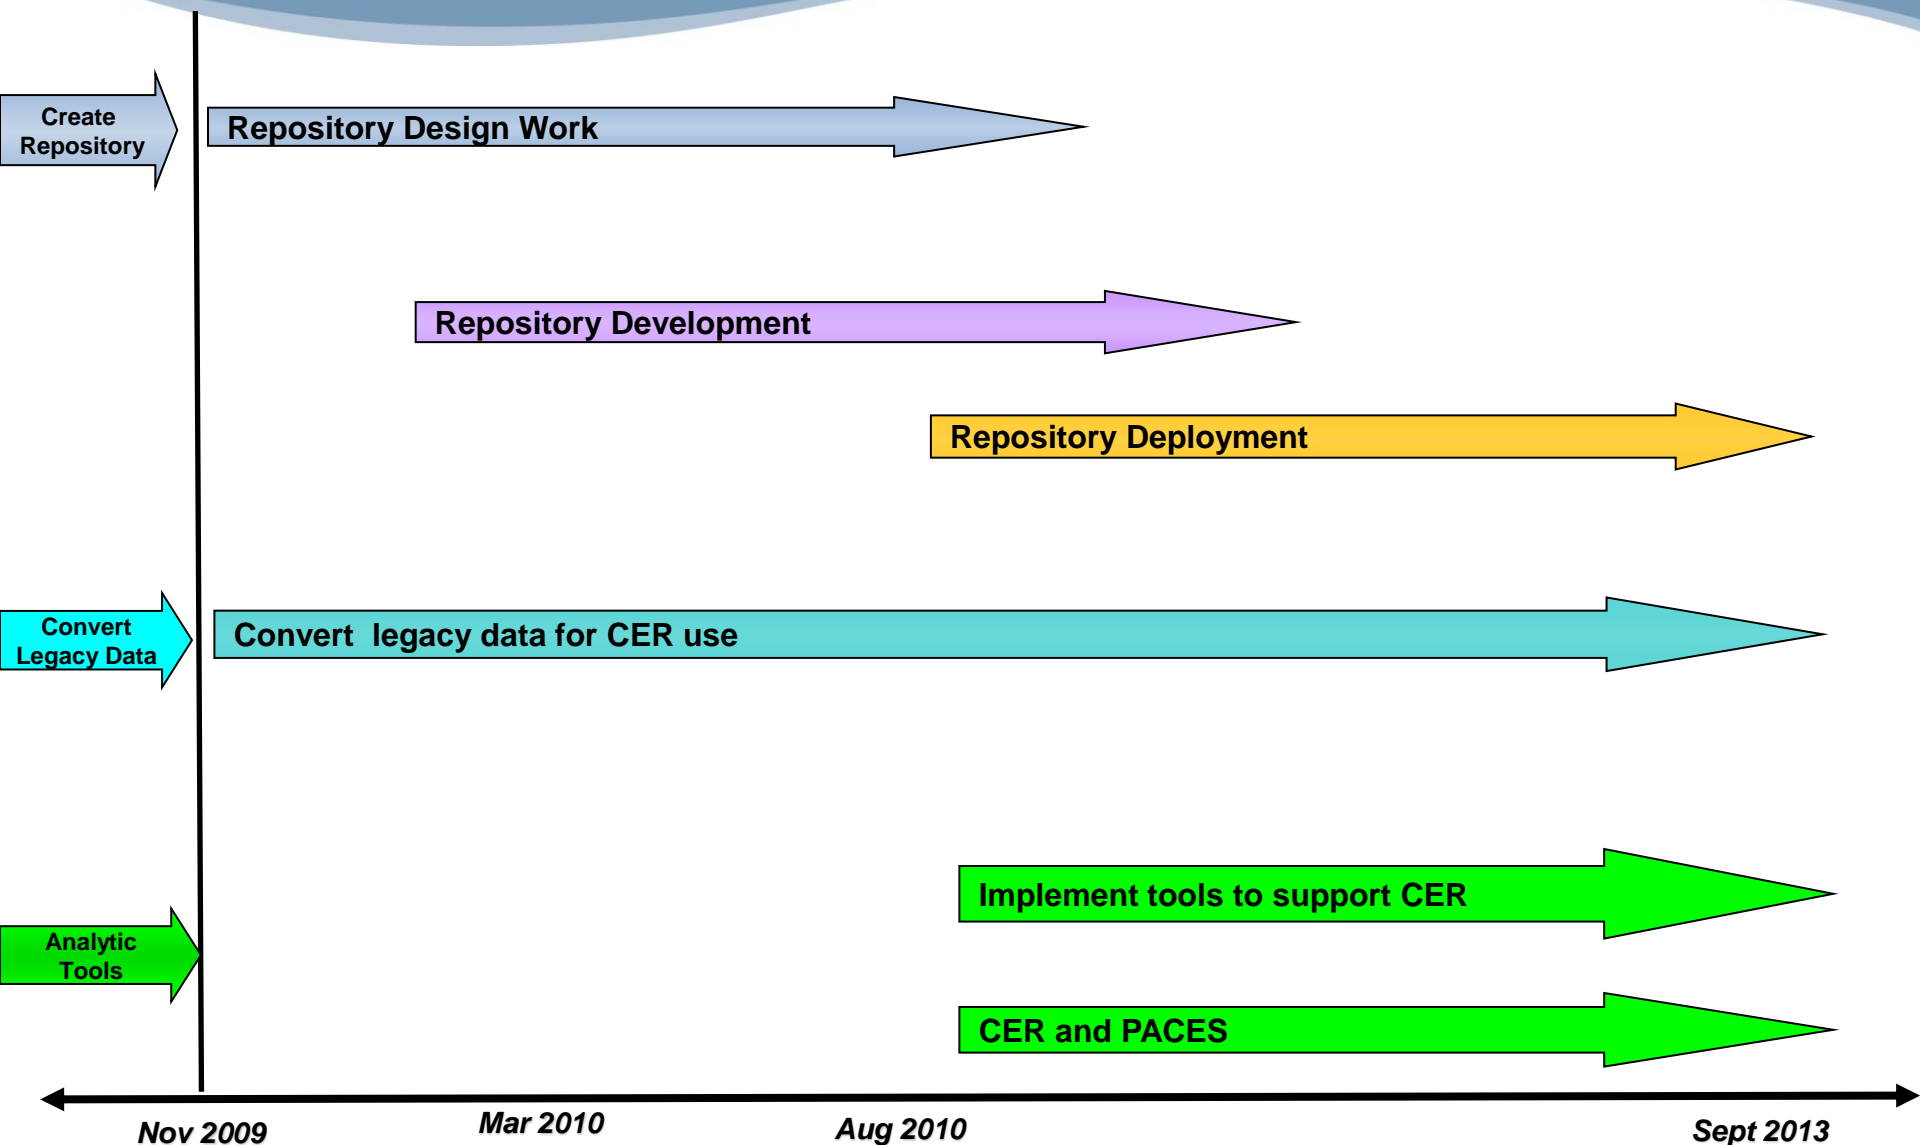 Create
Repository
Repository Design Work
Repository Development
Repository Deployment
Convert
Legacy Data
Convert  legacy data for CER use
Implement tools to support CER
Analytic
Tools
CER and PACES
Nov 2009
Mar 2010
Aug 2010
Sept 2013